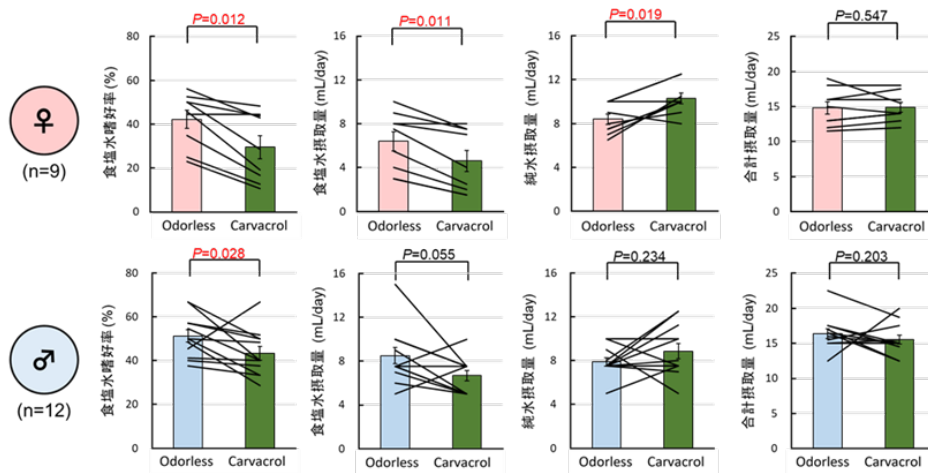 P=0.012
食塩水嗜好率 (%)
80
60
40
20
0
Odorless Carvacrol
P=0.011
食塩水摂取量 (mL/day)
16
12
8
4
0
Odorless Carvacrol
P=0.019
純水摂取量 (mL/day)
16
12
8
4
0
Odorless Carvacrol
P=0.547
合計摂取量 (mL/day)
25
20
15
10
5
0
Odorless Carvacrol
♀
(n=9)
P=0.028
食塩水嗜好率 (%)
80
60
40
20
0
Odorless Carvacrol
P=0.055
食塩水摂取量 (mL/day)
16
12
8
4
0
Odorless Carvacrol
P=0.234
純水摂取量 (mL/day)
16
12
8
4
0
Odorless Carvacrol
P=0.203
合計摂取量 (mL/day)
25
20
15
10
5
0
Odorless Carvacrol
♂
(n=12)